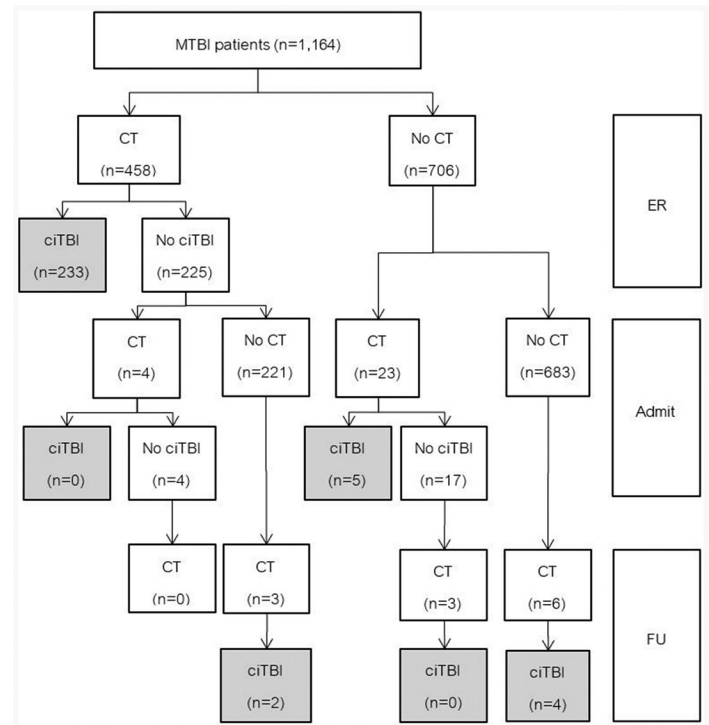 MTBI patients (n=1,164)
CT
(n=458)
No CT
(n=706)
ER
ciTBI
(n=233)
No ciTBI
(n=225)
CT
(n=4)
No CT
(n=221)
CT
(n=23)
No CT
(n=683)
Admit
ciTBI
(n=0)
No ciTBI
(n=4)
ciTBI
(n=5)
No ciTBI
(n=17)
CT
(n=0)
CT
(n=3)
CT
(n=3)
CT
(n=6)
FU
ciTBI
(n=2)
ciTBI
(n=0)
ciTBI
(n=4)